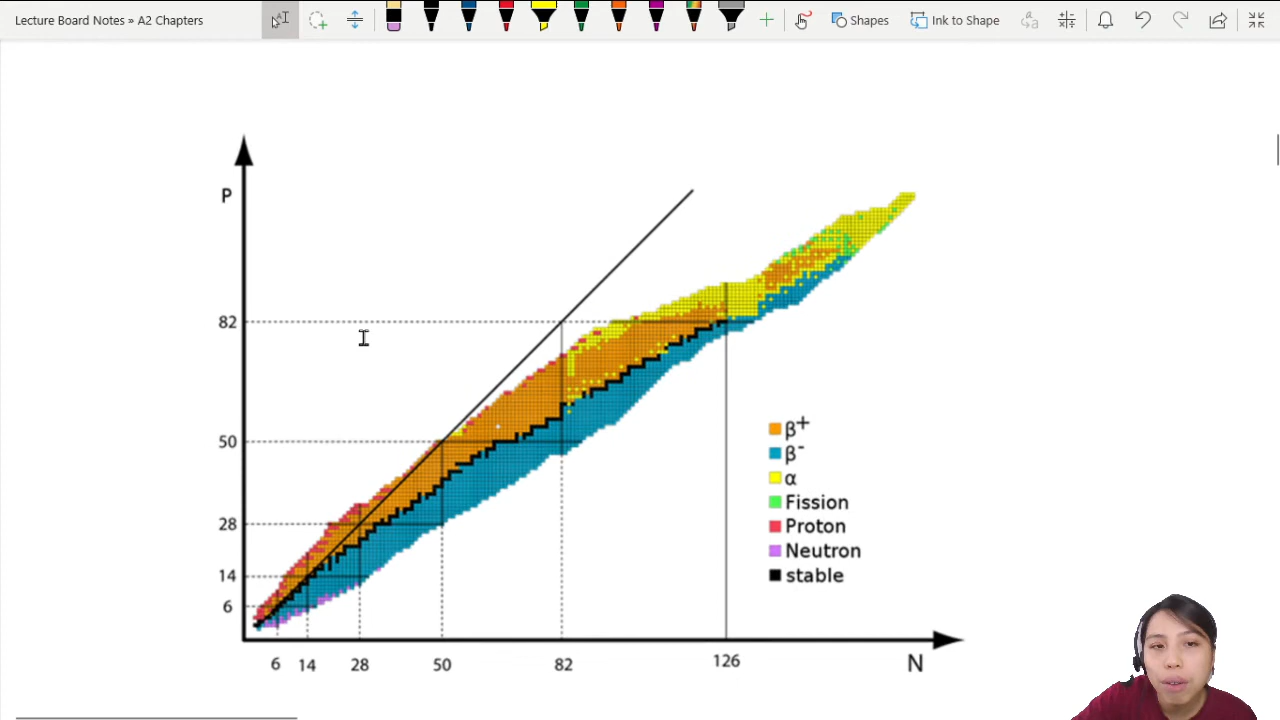 Lecture Board Notes » A2 Chapters
Shapes
Ink to Shape
P
82
50
28
14
6
6 14 28 50 82 126 N
β+
β-
α
Fission
Proton
Neutron
stable